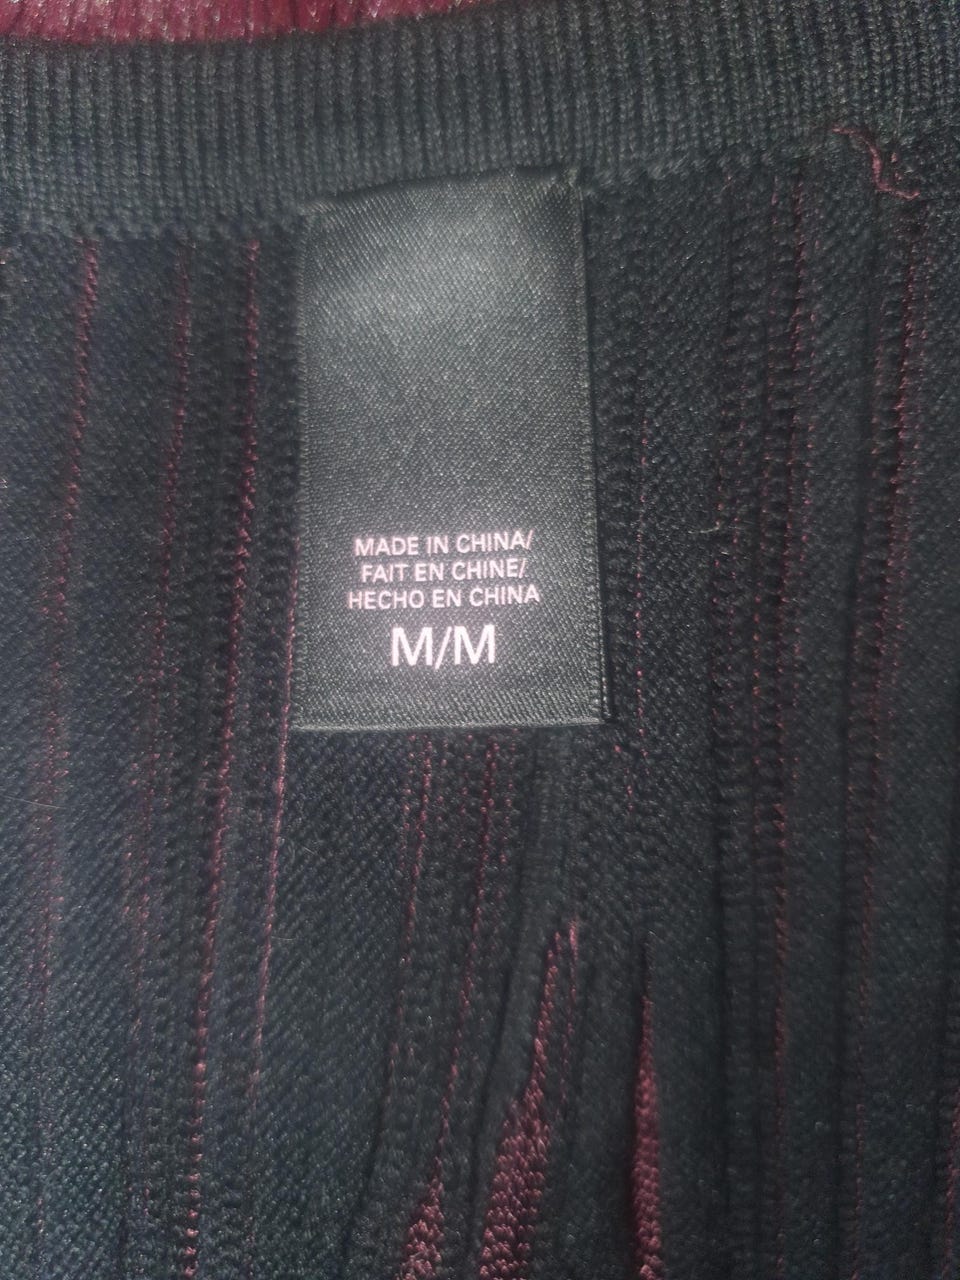 MADE IN CHINA/
FAIT EN CHINE/
HECHO EN CHINA
M/M